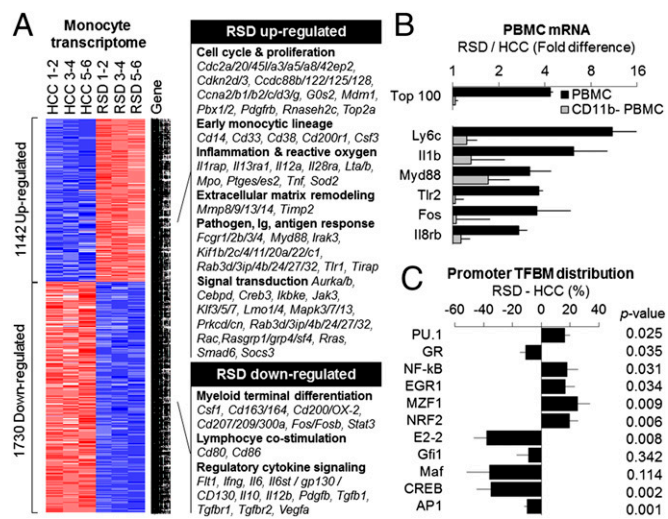 A
Monocyte
transcriptome
HCC 1-2
HCC 3-4
HCC 5-6
RSD 1-2
RSD 3-4
RSD 5-6
Gene
1142 Up-regulated
1730 Down-regulated
RSD up-regulated
Cell cycle & proliferation
Cdc2a/20/45l/a3/a5/a8/42ep2,
Cdkn2d/3, Ccdc88b/122/125/128,
Ccna2/b1/b2/c/d3/g, G0s2, Mdm1,
Pbx1/2, Pdgfrb, Rnaseh2c, Top2a
Early monocytic lineage
Cd14, Cd33, Cd38, Cd200r1, Csf3
Inflammation & reactive oxygen
Il1rap, Il13ra1, Il12a, Il28ra, Lta/b,
Mpo, Ptges/es2, Tnf, Sod2
Extracellular matrix remodeling
Mmp8/9/13/14, Timp2
Pathogen, Ig, antigen response
Fcgr1/2b/3/4, Myd88, Irak3,
Kif1b/2c/4/11/20a/22/c1,
Rab3d/3ip/4b/24/27/32, Tlr1, Tirap
Signal transduction Aurka/b,
Cebpd, Creb3, Ikbke, Jak3,
Klf3/5/7, Lmo1/4, Mapk3/7/13,
Prkcd/cn, Rab3d/3ip/4b/24/27/32,
Rac,Rasgrp1/grp4/sf4, Rras,
Smad6, Socs3
RSD down-regulated
Myeloid terminal differentiation
Csf1, Cd163/164, Cd200/OX-2,
Cd207/209/300a, Fos/Fosb, Stat3
Lymphocye co-stimulation
Cd80, Cd86
Regulatory cytokine signaling
Flt1, Ifng, Il6, Il6st / gp130 /
CD130, Il10, Il12b, Pdgfb, Tgfb1,
Tgfbr1, Tgfbr2, Vegfa
B
PBMC mRNA
RSD / HCC (Fold difference)
1 2 4 8 16
PBMC
CD11b- PBMC
Top 100
Ly6c
Il1b
Myd88
Tlr2
Fos
Il8rb
C
Promoter TFBM distribution
RSD - HCC (%)
-60 -40 -20 0 20 40
p-value
PU.1 0.025
GR 0.035
NF-kB 0.031
EGR1 0.034
MZF1 0.009
NRF2 0.006
E2-2 0.008
Gfi1 0.342
Maf 0.114
CREB 0.002
AP1 0.001